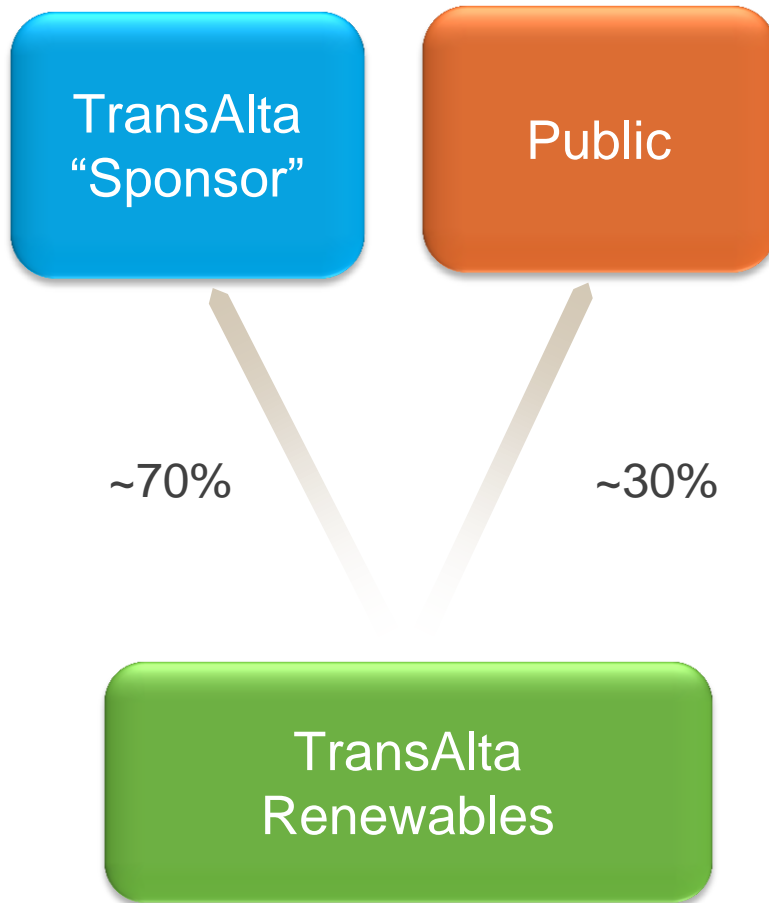 TransAlta
“Sponsor”
Public
~70%
~30%
TransAlta
Renewables